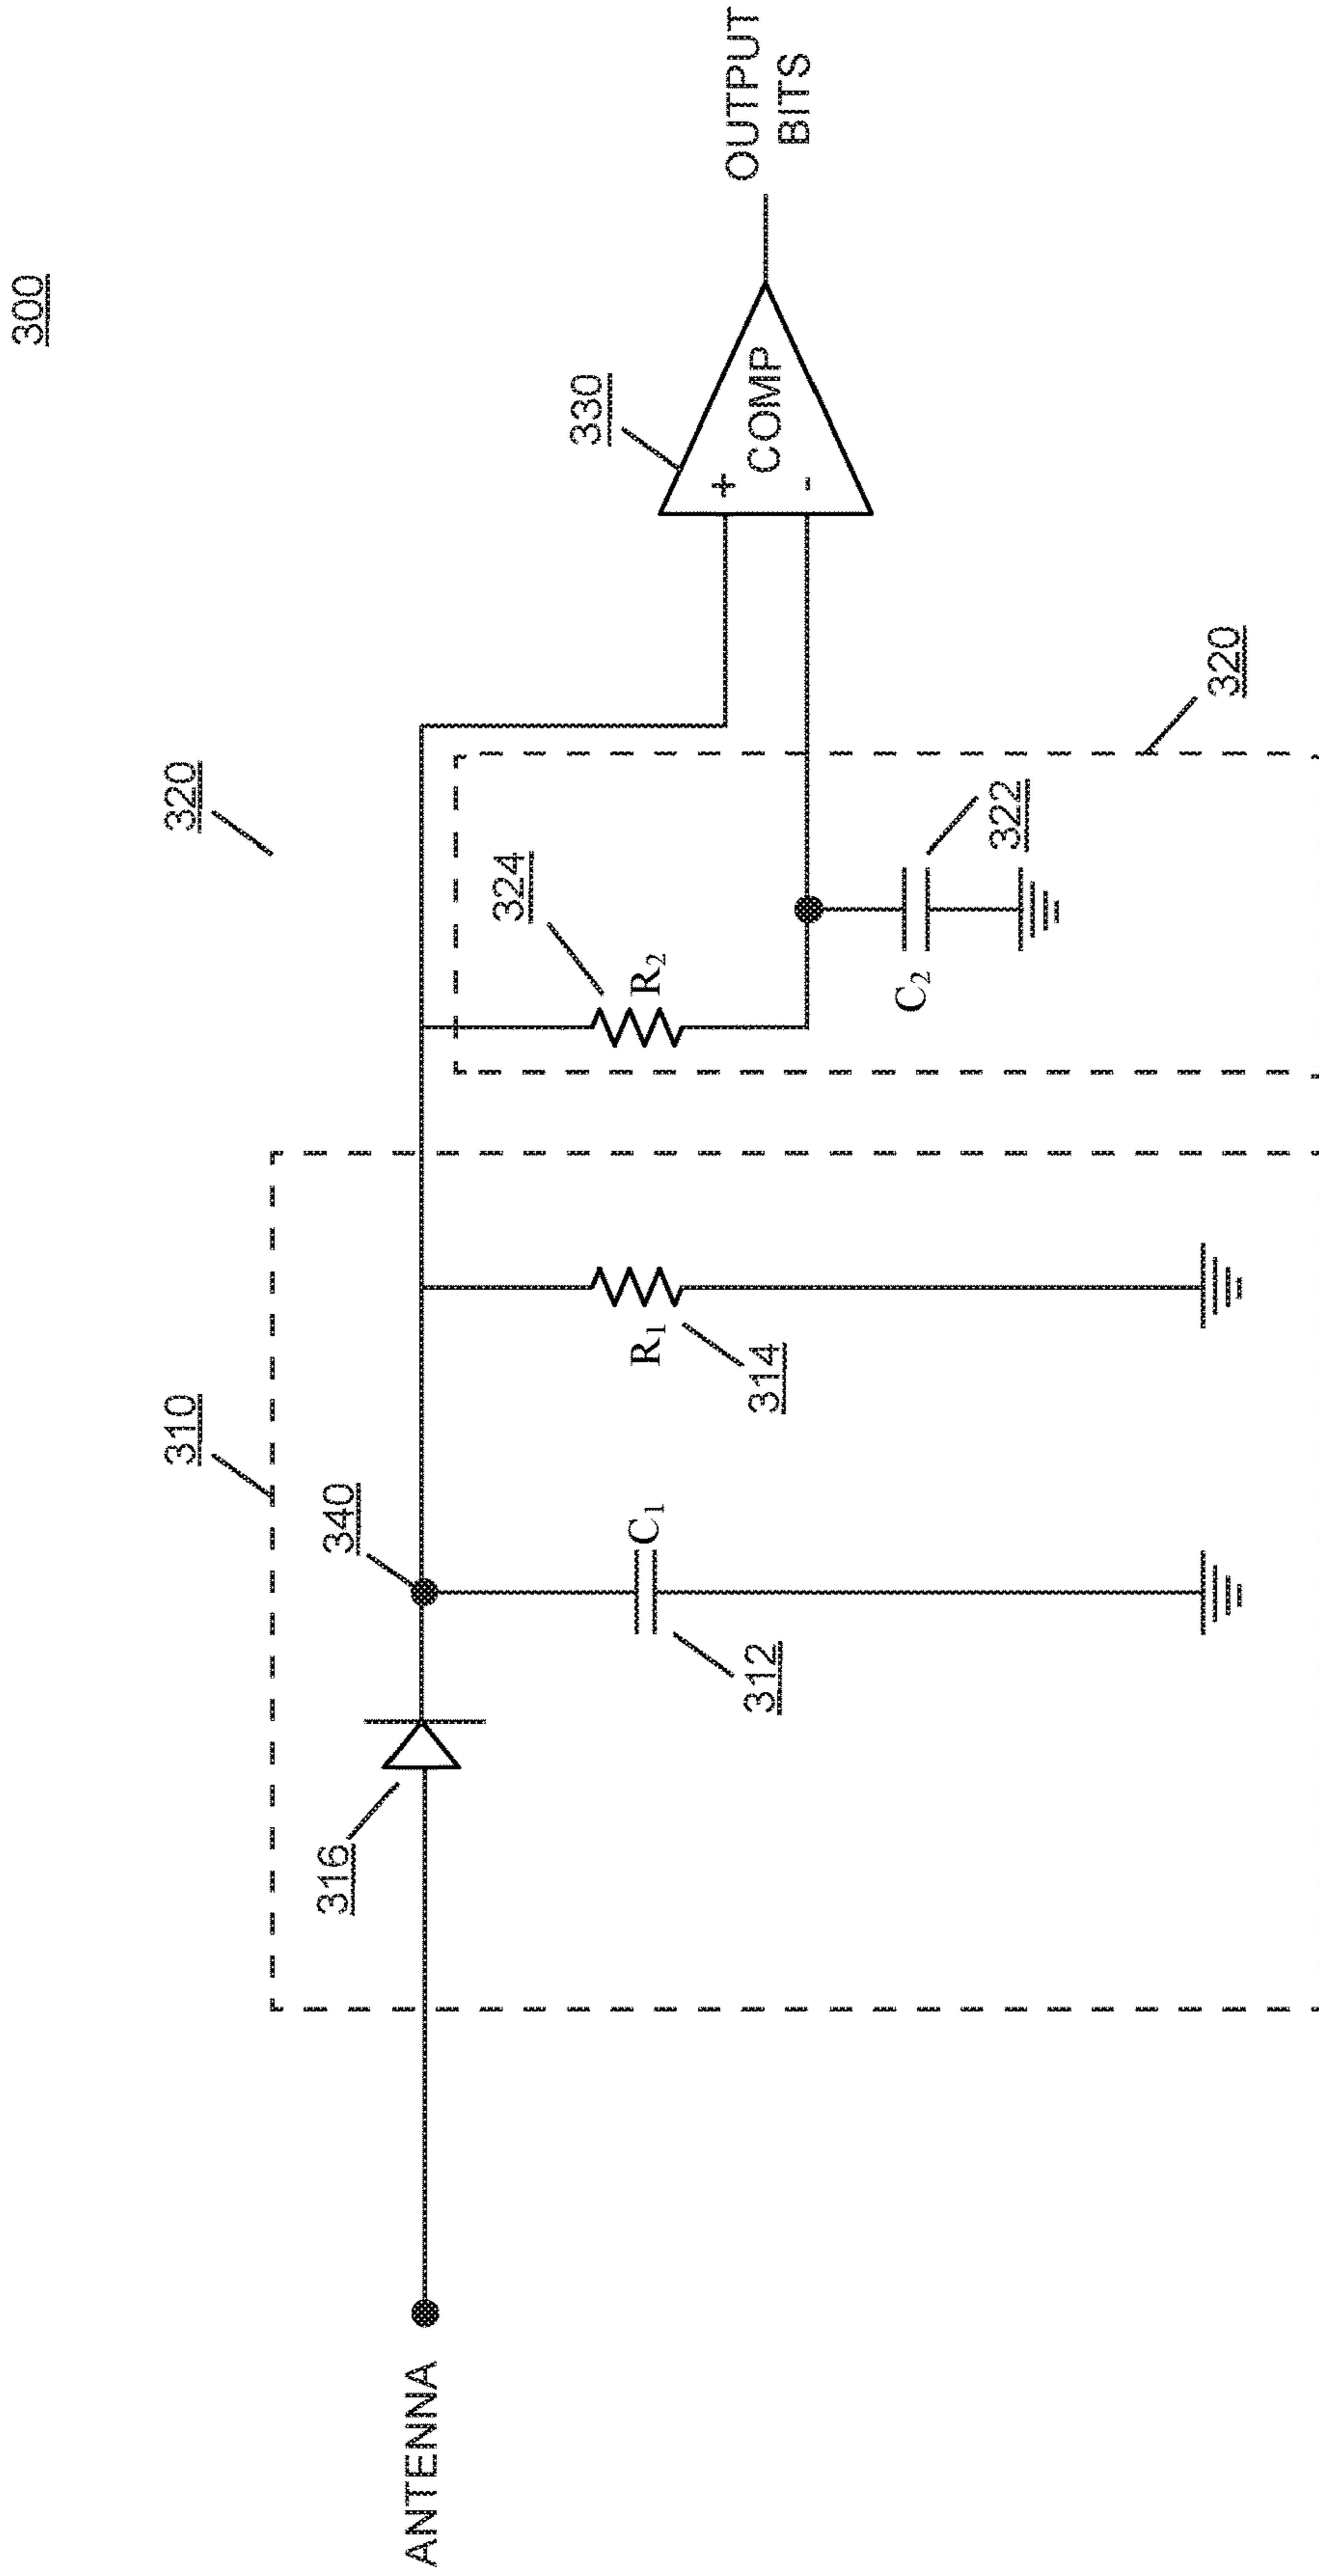 300
320
310
340
316
324
330
R₂
R₁
C₁
314
312
C₂
322
320
+
-
COMP
OUTPUT
BITS
ANTENNA